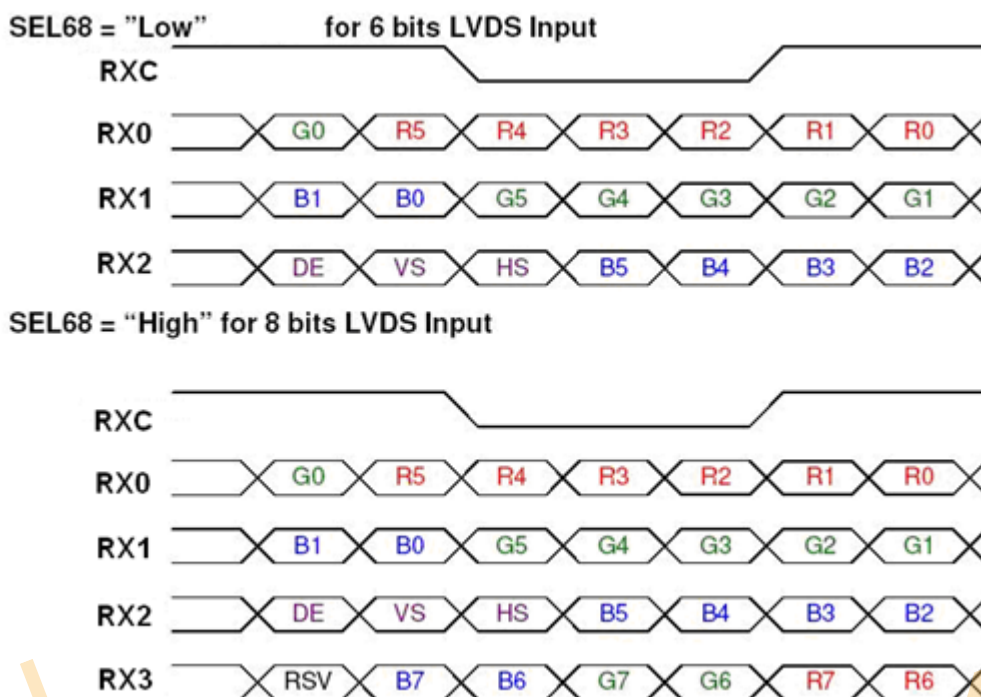 SEL68 = ”Low” for 6 bits LVDS Input
RXC
RX0 G0 R5 R4 R3 R2 R1 R0
RX1 B1 B0 G5 G4 G3 G2 G1
RX2 DE VS HS B5 B4 B3 B2
SEL68 = “High” for 8 bits LVDS Input
RXC
RX0 G0 R5 R4 R3 R2 R1 R0
RX1 B1 B0 G5 G4 G3 G2 G1
RX2 DE VS HS B5 B4 B3 B2
RX3 RSV B7 B6 G7 G6 R7 R6